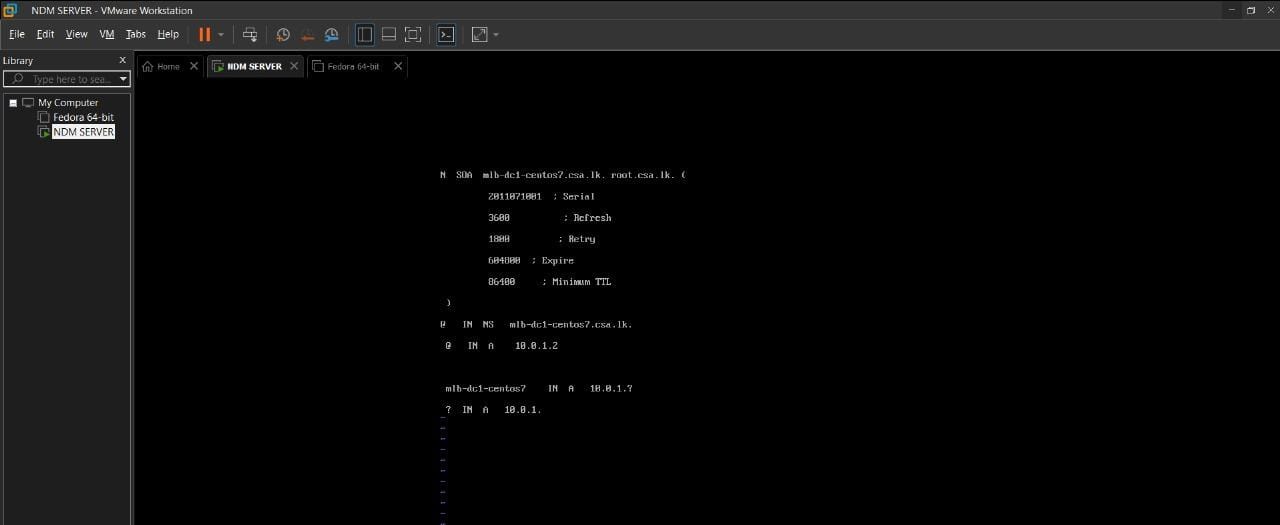 NDM SERVER - VMware Workstation
File Edit View VM Tabs Help
Library X
Type here to sea...
Home
NDM SERVER
Fedora 64-bit
My Computer
Fedora 64-bit
NDM SERVER
N SOA mlb-dc1-centos7.csa.lk. root.csa.lk. (
2011071001 ; Serial
3600 ; Refresh
1800 ; Retry
604800 ; Expire
86400 ; Minimum TTL
)
@ IN NS mlb-dc1-centos7.csa.lk.
@ IN A 10.0.1.2
mlb-dc1-centos7 IN A 10.0.1.?
? IN A 10.0.1.
~
~
~
~
~
~
~
~
~
~